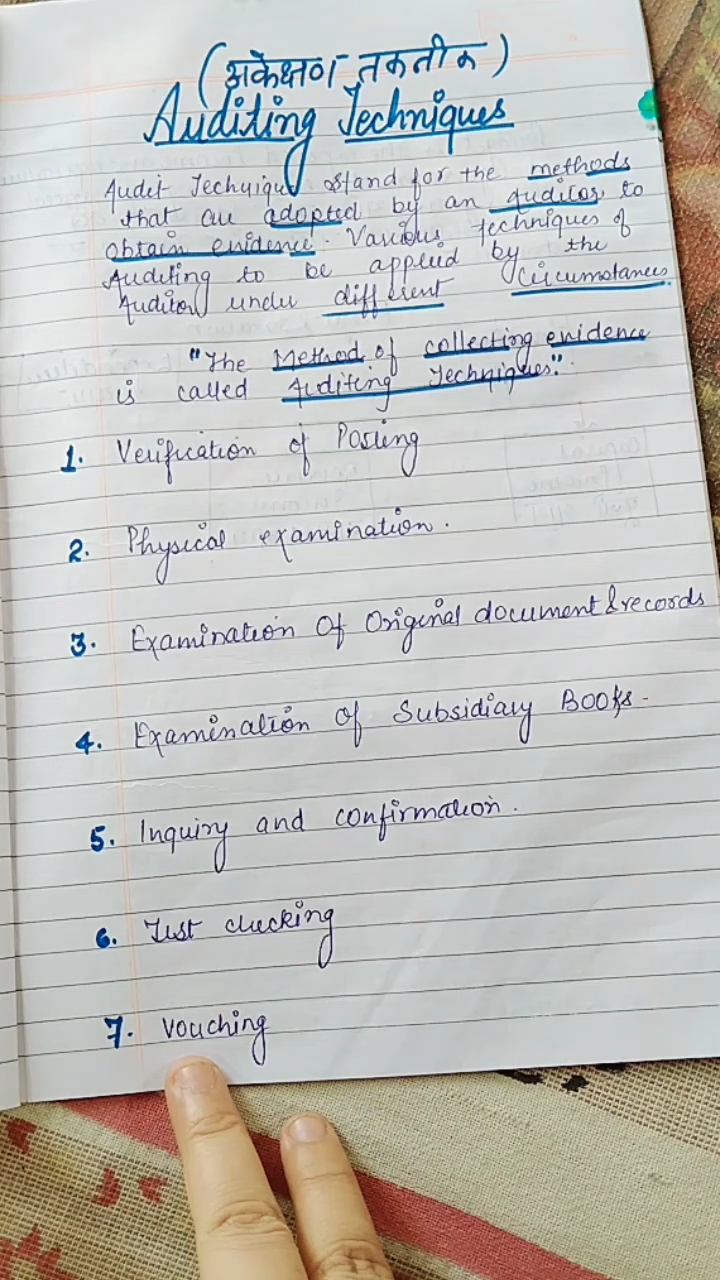 (अकेक्षण तकनीक)
Auditing Techniques
Audit Technique stand for the methods
that are adopted by an Auditor, to
obtain evidence. Various Techniques of
Auditing to be applied by the
Auditor under different Circumstances.
"The Method of collecting evidence
is called Auditing Techniques".
1. Verification of Posting
2. Physical examination.
3. Examination Of Original document & records
4. Examination Of Subsidiary Books-
5. Inquiry and confirmation.
6. Test checking
7. Vouching